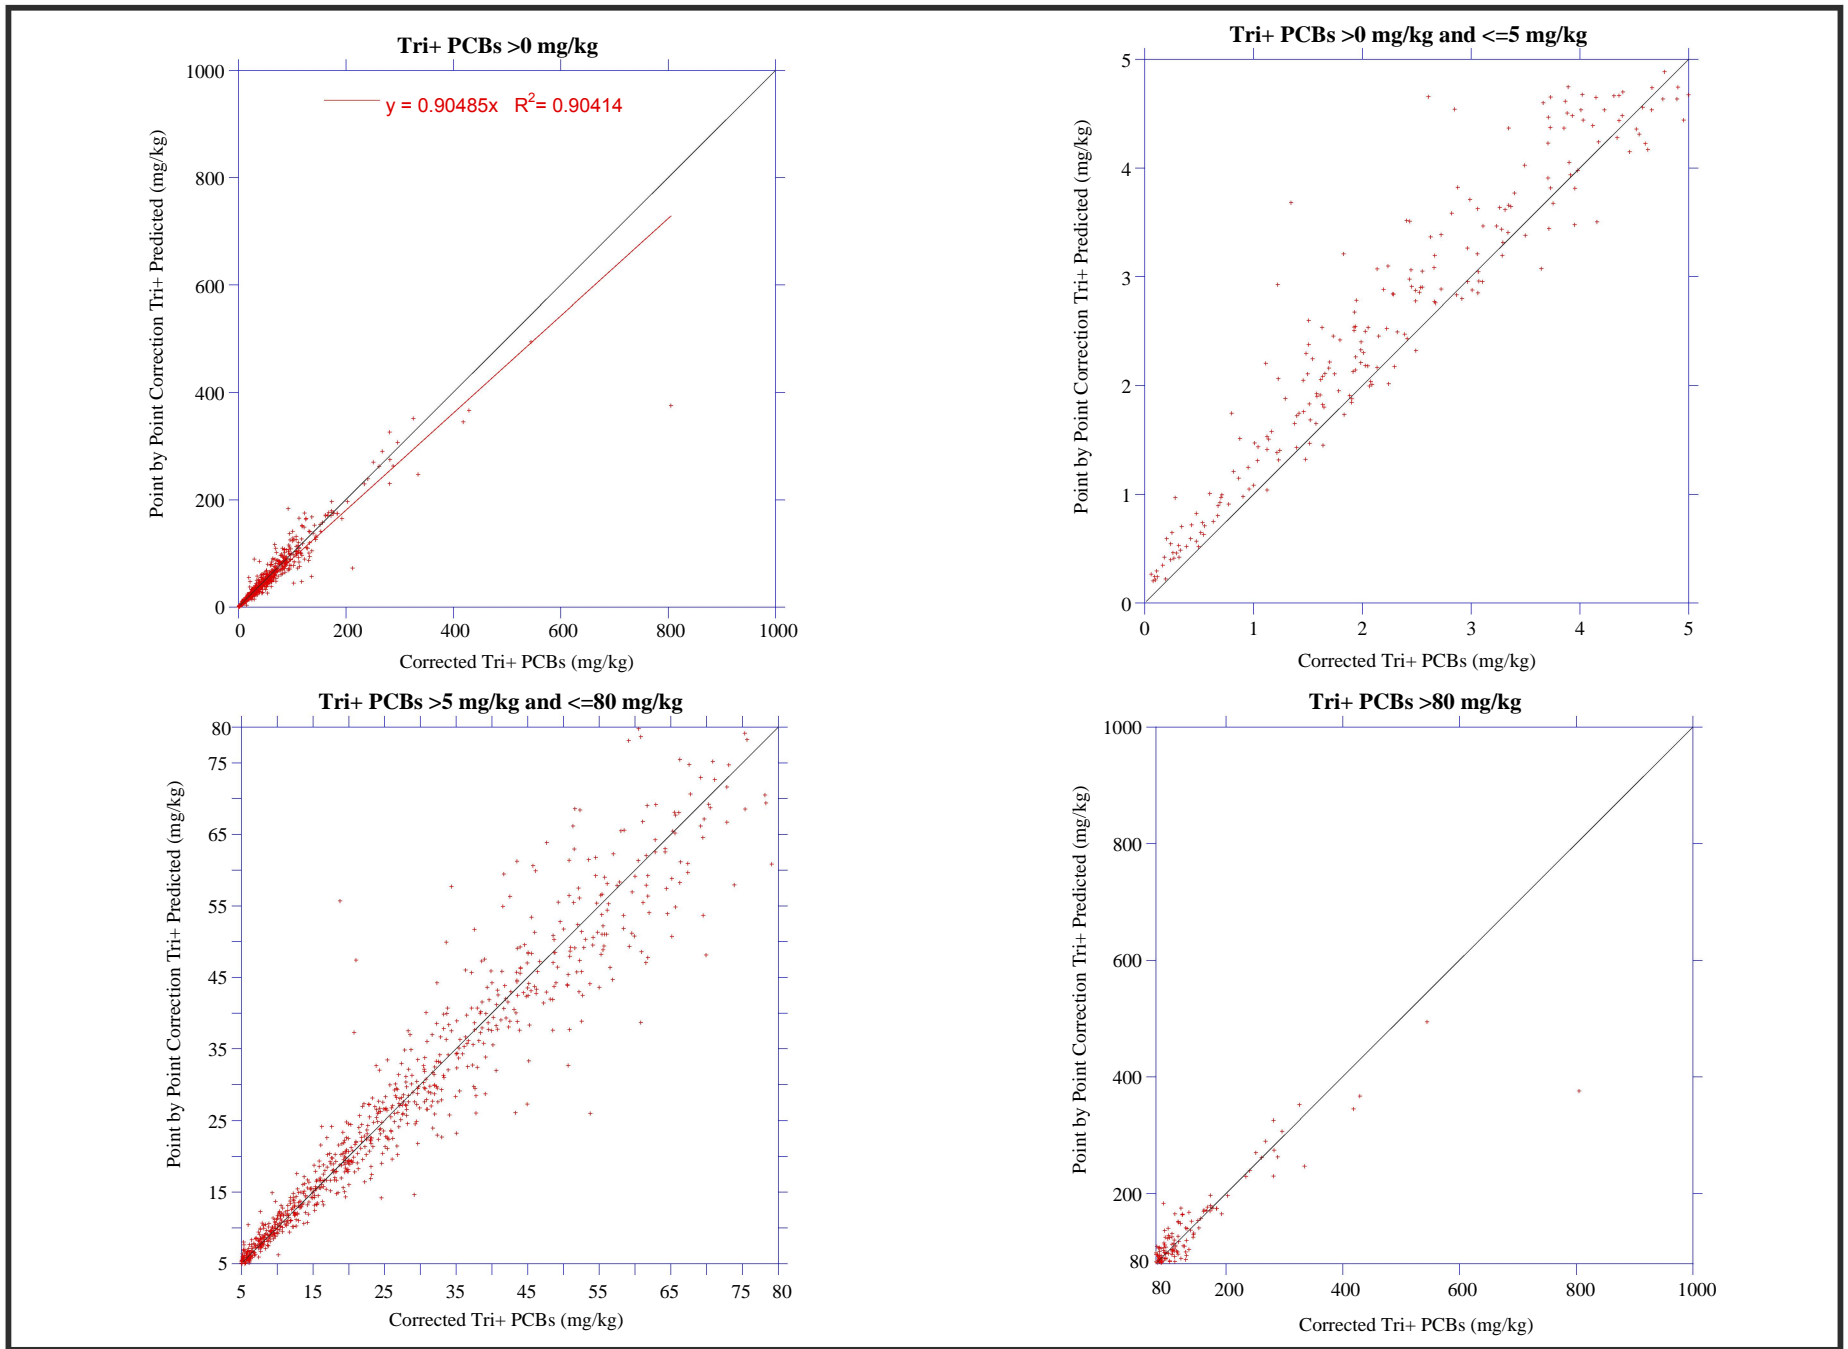 Tri+ PCBs >0 mg/kg
y = 0.90485x R²= 0.90414
1000
800
600
400
200
0
0 200 400 600 800 1000
Point by Point Correction Tri+ Predicted (mg/kg)
Corrected Tri+ PCBs (mg/kg)
Tri+ PCBs >0 mg/kg and <=5 mg/kg
5
4
3
2
1
0
0 1 2 3 4 5
Point by Point Correction Tri+ Predicted (mg/kg)
Corrected Tri+ PCBs (mg/kg)
Tri+ PCBs >5 mg/kg and <=80 mg/kg
80
75
65
55
45
35
25
15
5
5 15 25 35 45 55 65 75 80
Point by Point Correction Tri+ Predicted (mg/kg)
Corrected Tri+ PCBs (mg/kg)
Tri+ PCBs >80 mg/kg
1000
800
600
400
200
80
80 200 400 600 800 1000
Point by Point Correction Tri+ Predicted (mg/kg)
Corrected Tri+ PCBs (mg/kg)